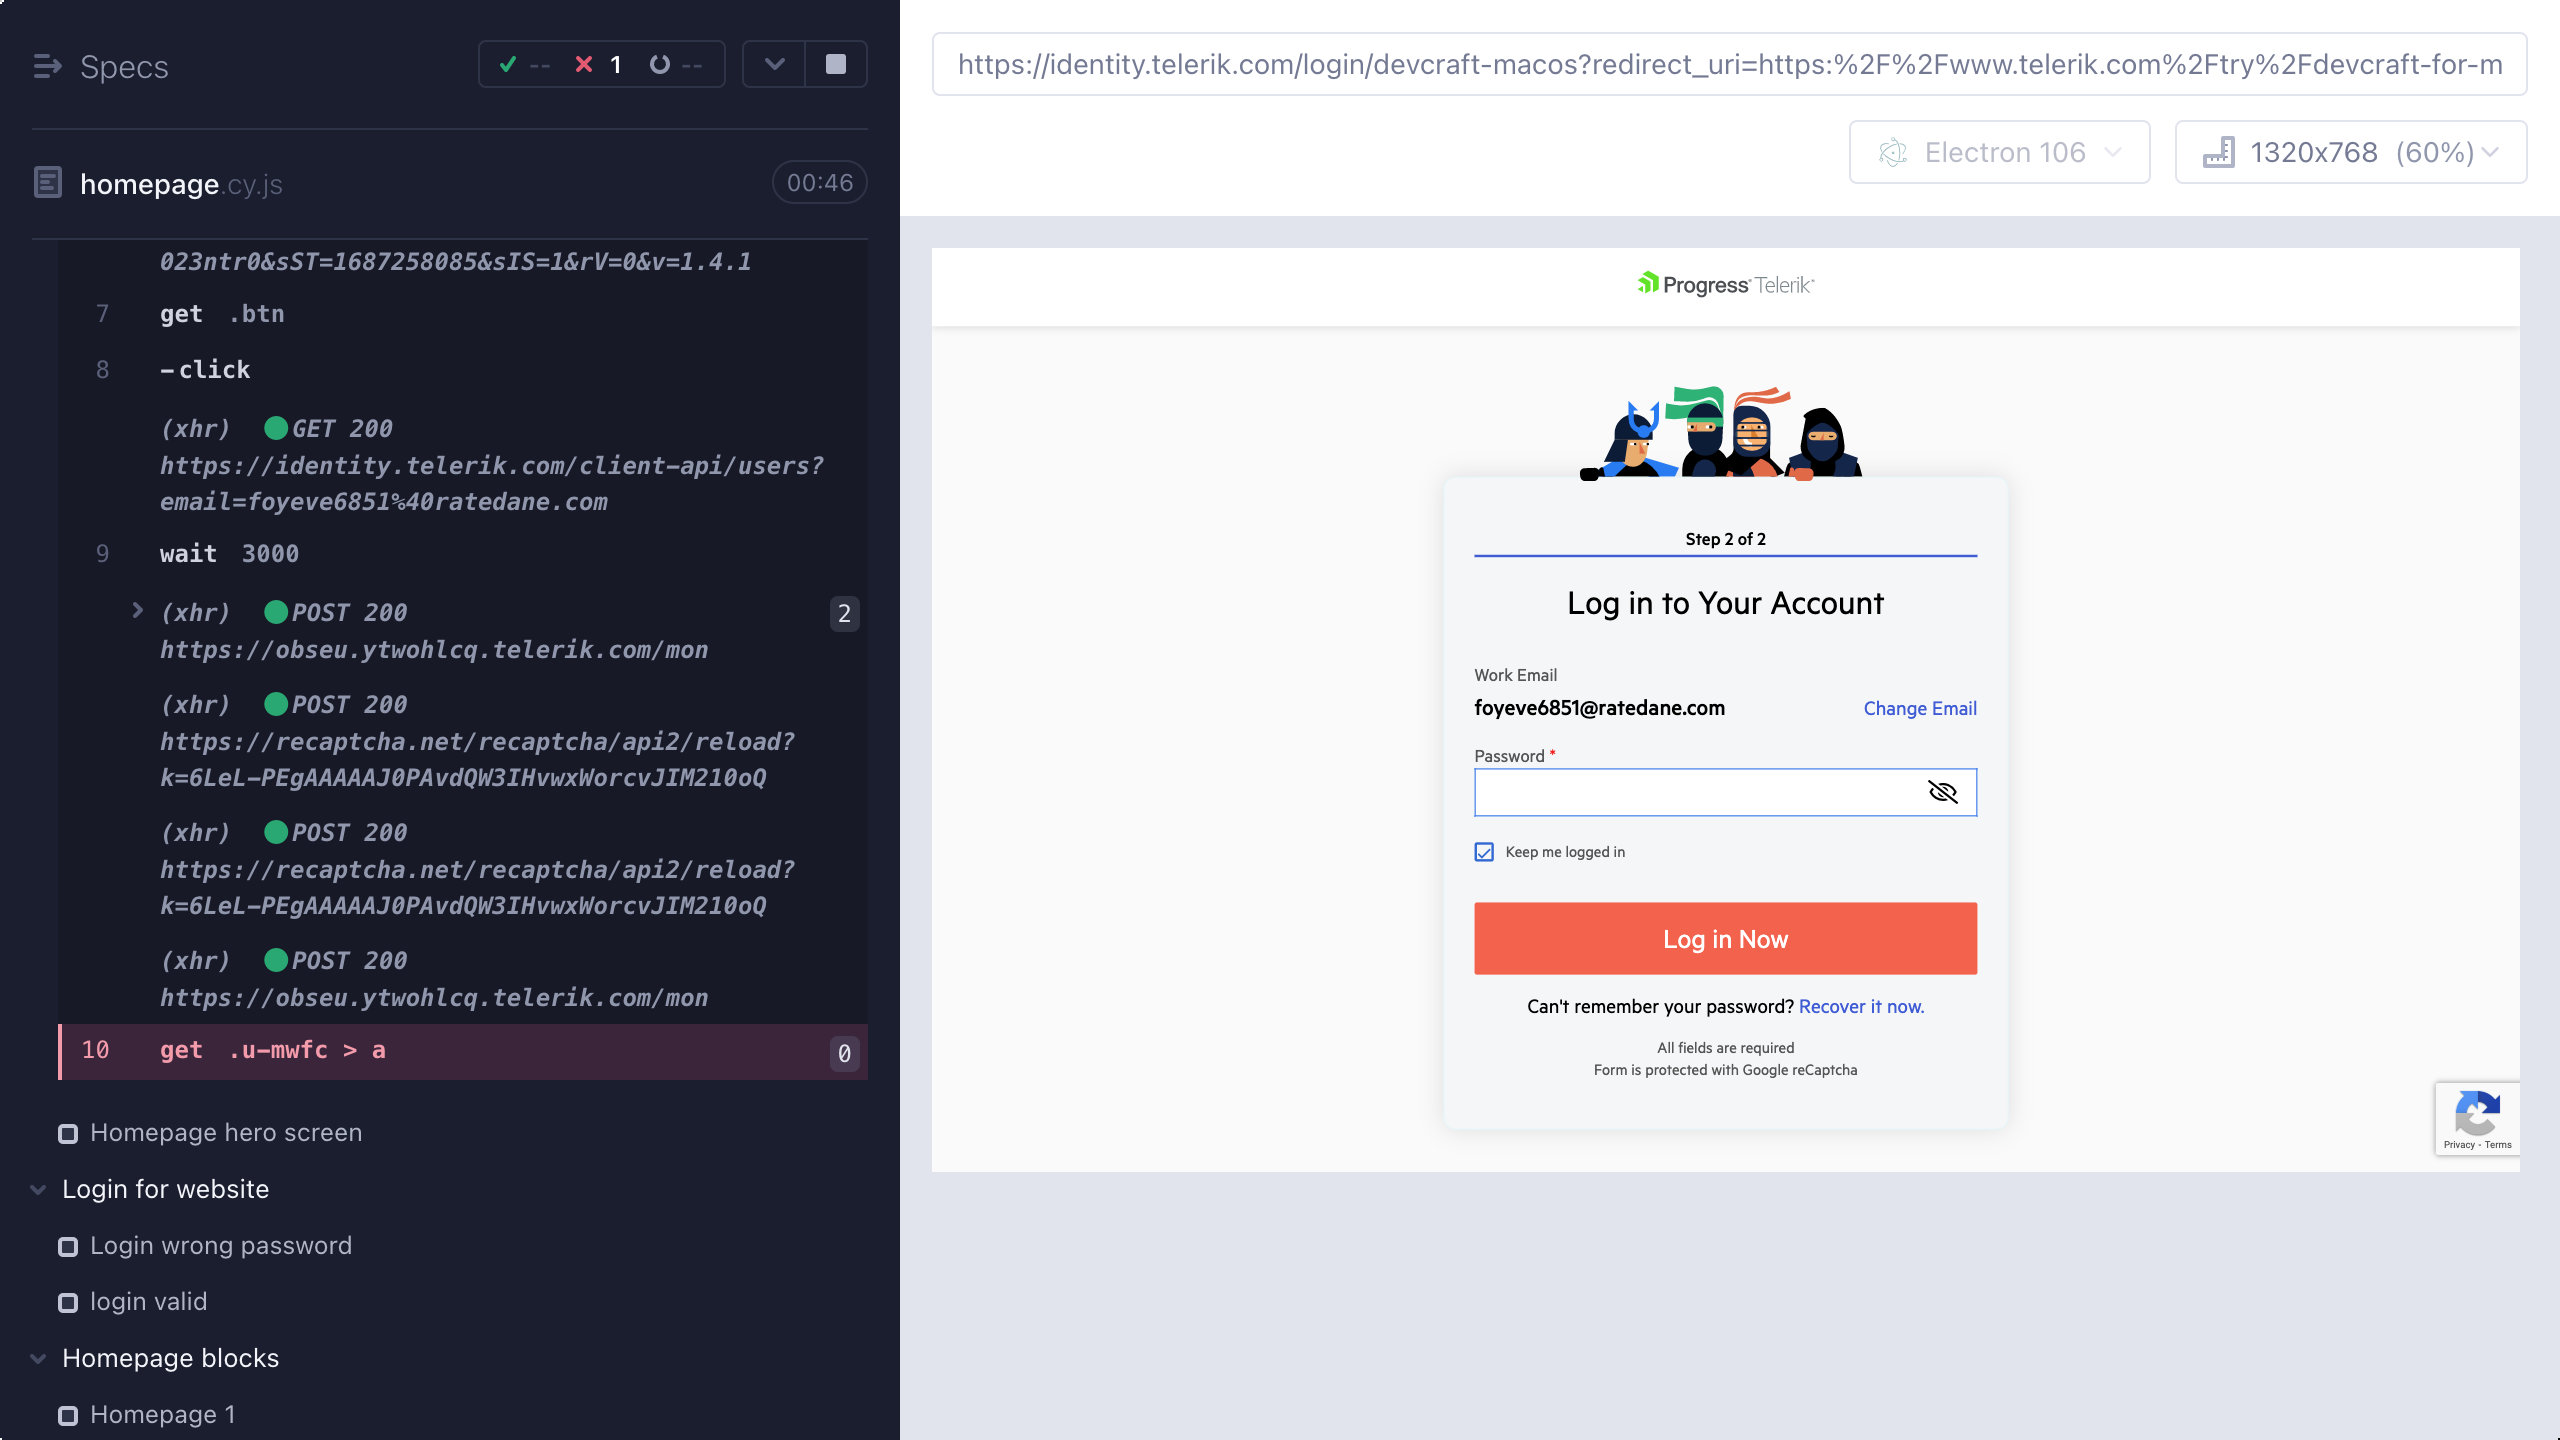 Specs
-- 1 --
homepage.cy.js
00:46
023ntr0&sST=1687258085&sIS=1&rV=0&v=1.4.1
7 get .btn
8 -click
(xhr) GET 200
https://identity.telerik.com/client-api/users?
email=foyeve6851%40ratedane.com
9 wait 3000
(xhr) POST 200 2
https://obseu.ytwohlcq.telerik.com/mon
(xhr) POST 200
https://recaptcha.net/recaptcha/api2/reload?
k=6LeL-PEgAAAAAJ0PAvdQW3IHvwxWorcvJIM210oQ
(xhr) POST 200
https://recaptcha.net/recaptcha/api2/reload?
k=6LeL-PEgAAAAAJ0PAvdQW3IHvwxWorcvJIM210oQ
(xhr) POST 200
https://obseu.ytwohlcq.telerik.com/mon
10 get .u-mwfc > a 0
Homepage hero screen
Login for website
Login wrong password
login valid
Homepage blocks
Homepage 1
https://identity.telerik.com/login/devcraft-macos?redirect_uri=https:%2F%2Fwww.telerik.com%2Ftry%2Fdevcraft-for-m
Electron 106
1320x768 (60%)
Progress Telerik
Step 2 of 2
Log in to Your Account
Work Email
foyeve6851@ratedane.com
Change Email
Password *
Keep me logged in
Log in Now
Can't remember your password? Recover it now.
All fields are required
Form is protected with Google reCaptcha
Privacy - Terms